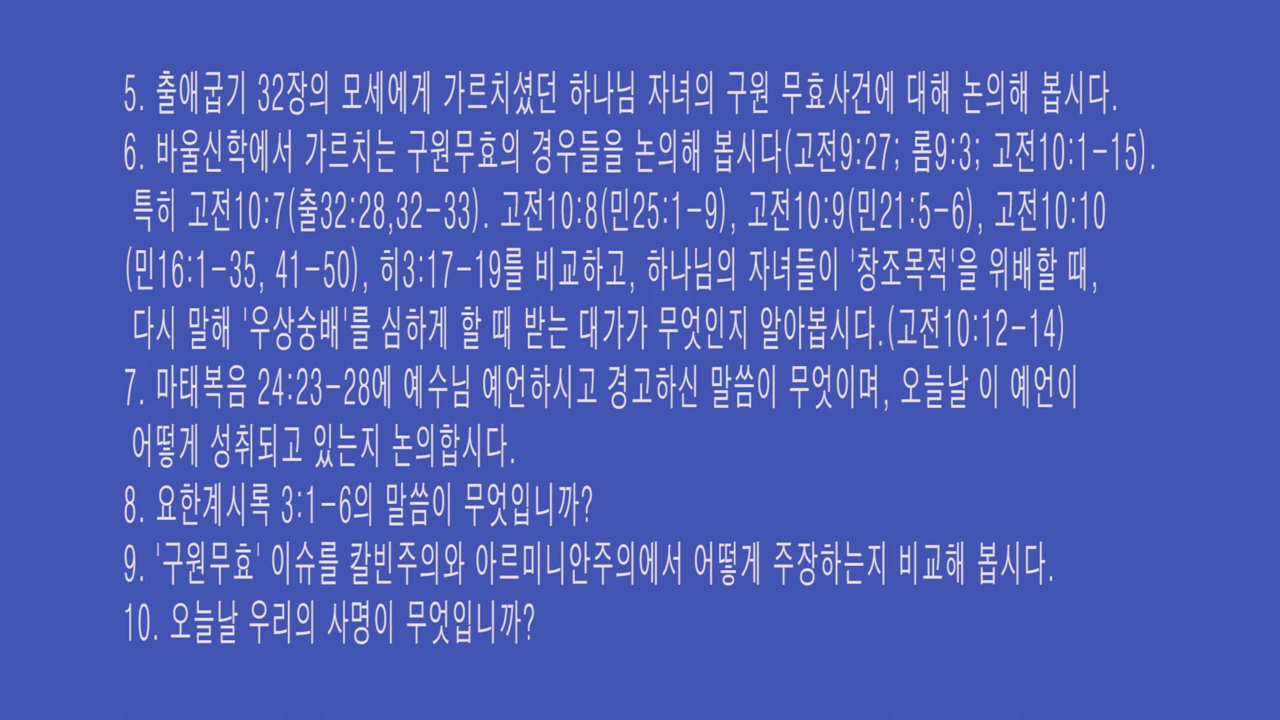 5. 출애굽기 32장의 모세에게 가르치셨던 하나님 자녀의 구원 무효사건에 대해 논의해 봅시다.
6. 바울신학에서 가르치는 구원무효의 경우들을 논의해 봅시다(고전9:27; 롬9:3; 고전10:1-15).
특히 고전10:7(출32:28,32-33). 고전10:8(민25:1-9), 고전10:9(민21:5-6), 고전10:10
(민16:1-35, 41-50), 히3:17-19를 비교하고, 하나님의 자녀들이 '창조목적'을 위배할 때,
다시 말해 '우상숭배'를 심하게 할 때 받는 대가가 무엇인지 알아봅시다.(고전10:12-14)
7. 마태복음 24:23-28에 예수님 예언하시고 경고하신 말씀이 무엇이며, 오늘날 이 예언이
어떻게 성취되고 있는지 논의합시다.
8. 요한계시록 3:1-6의 말씀이 무엇입니까?
9. '구원무효' 이슈를 칼빈주의와 아르미니안주의에서 어떻게 주장하는지 비교해 봅시다.
10. 오늘날 우리의 사명이 무엇입니까?